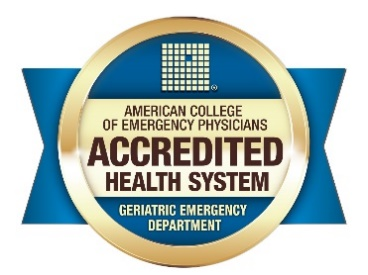 AMERICAN COLLEGE
OF EMERGENCY PHYSICIANS
ACCREDITED
HEALTH SYSTEM
GERIATRIC EMERGENCY
DEPARTMENT